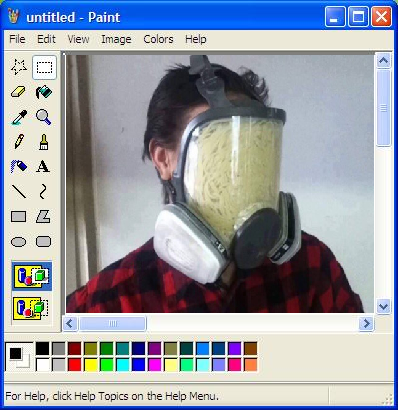 untitled - Paint
File Edit View Image Colors Help
A
For Help, click Help Topics on the Help Menu.